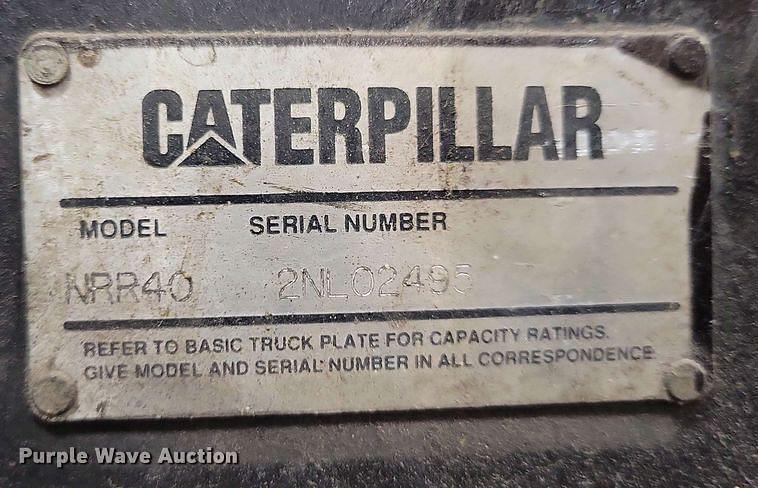 CATERPILLAR
MODEL SERIAL NUMBER
NRR40 2NL02495
REFER TO BASIC TRUCK PLATE FOR CAPACITY RATINGS.
GIVE MODEL AND SERIAL NUMBER IN ALL CORRESPONDENCE
Purple Wave Auction